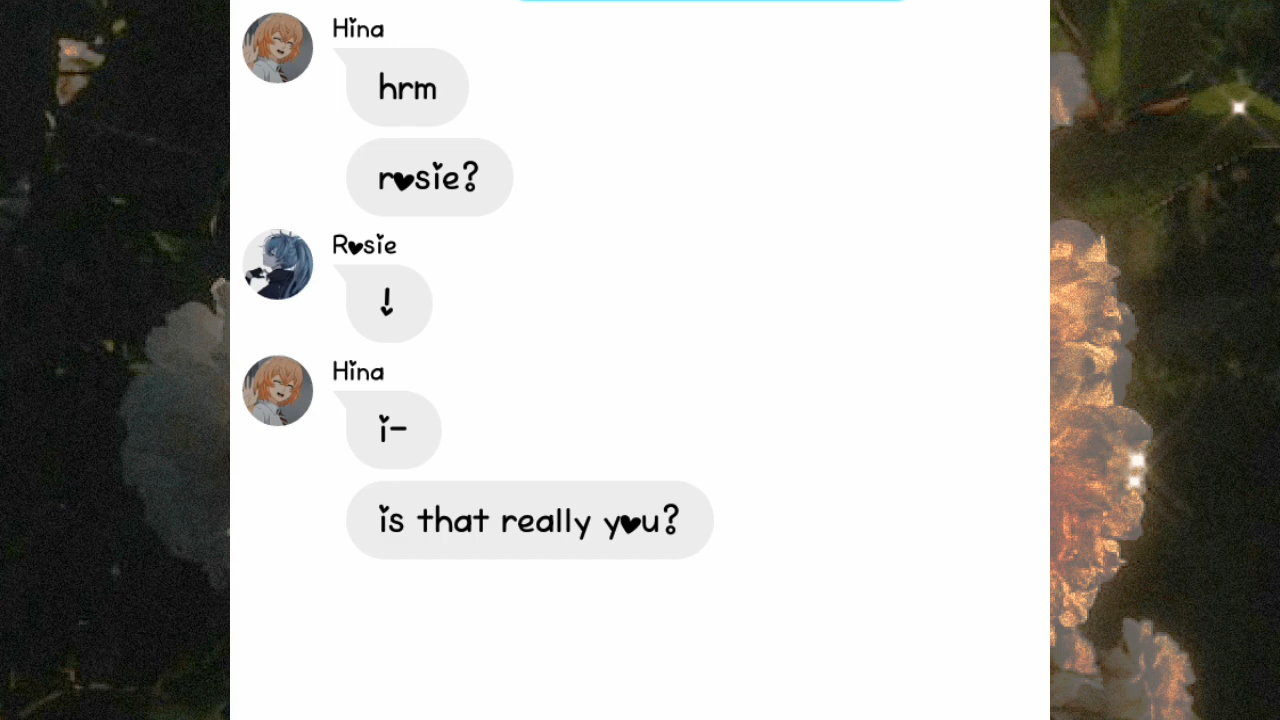 Hina
hrm
r♥sie?
R♥sie
!
Hina
i-
is that really y♥u?